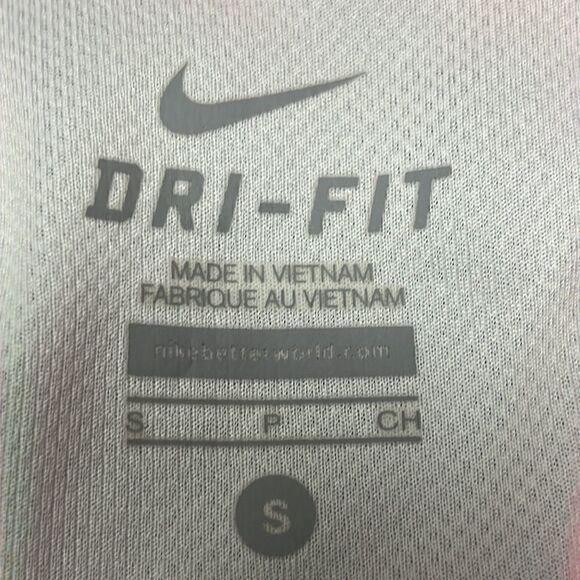 DRI-FIT
MADE IN VIETNAM
FABRIQUE AU VIETNAM
nikebetterworld.com
S P CH
S